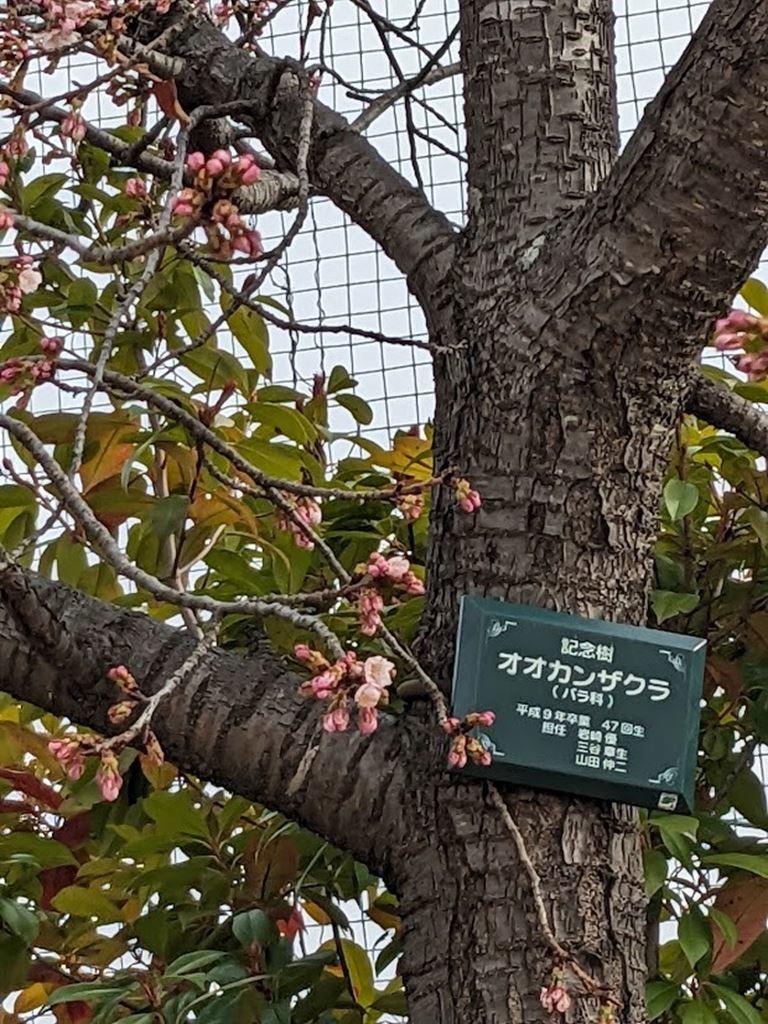 記念樹
オオカンザクラ
(バラ科)
平成9年卒業 47回生
担任 岩崎 優
三谷 章生
山田 伸二